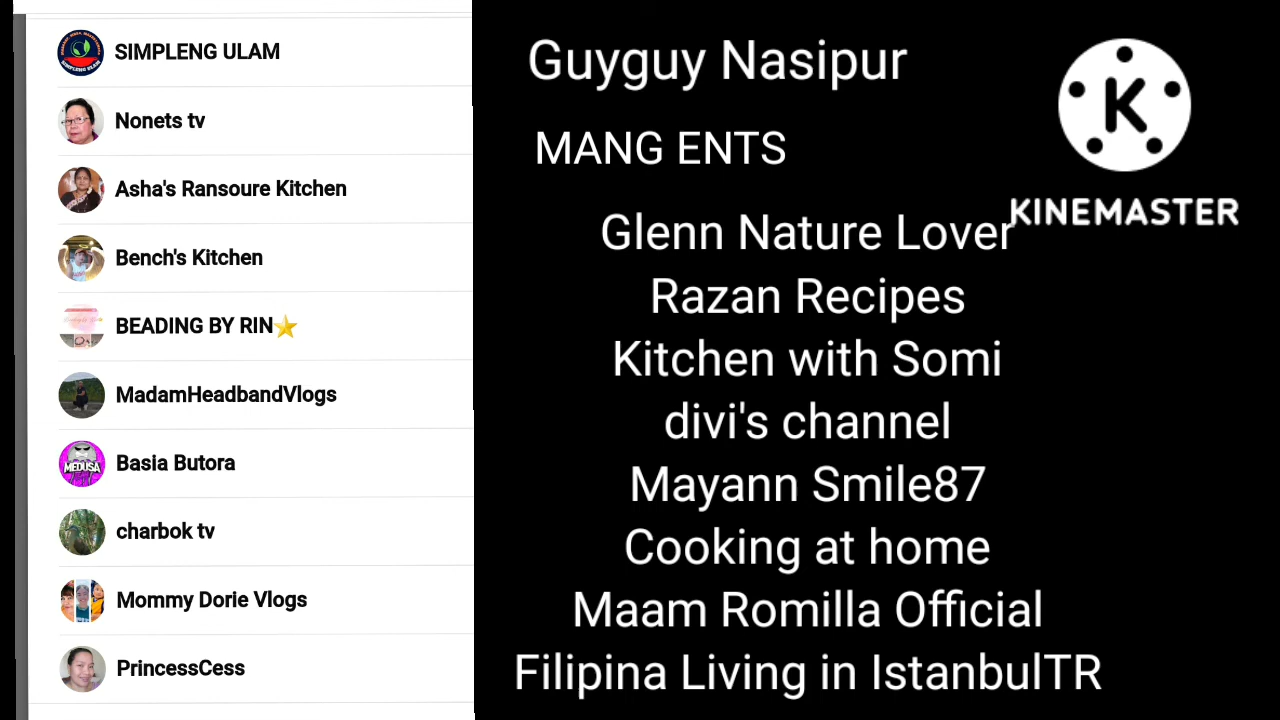 SIMPLENG ULAM
Nonets tv
Asha's Ransoure Kitchen
Bench's Kitchen
BEADING BY RIN⭐
MadamHeadbandVlogs
MEDUSA
Basia Butora
charbok tv
Mommy Dorie Vlogs
PrincessCess
Guyguy Nasipur
MANG ENTS
Glenn Nature Lover
Razan Recipes
Kitchen with Somi
divi's channel
Mayann Smile87
Cooking at home
Maam Romilla Official
Filipina Living in IstanbulTR
K
KINEMASTER